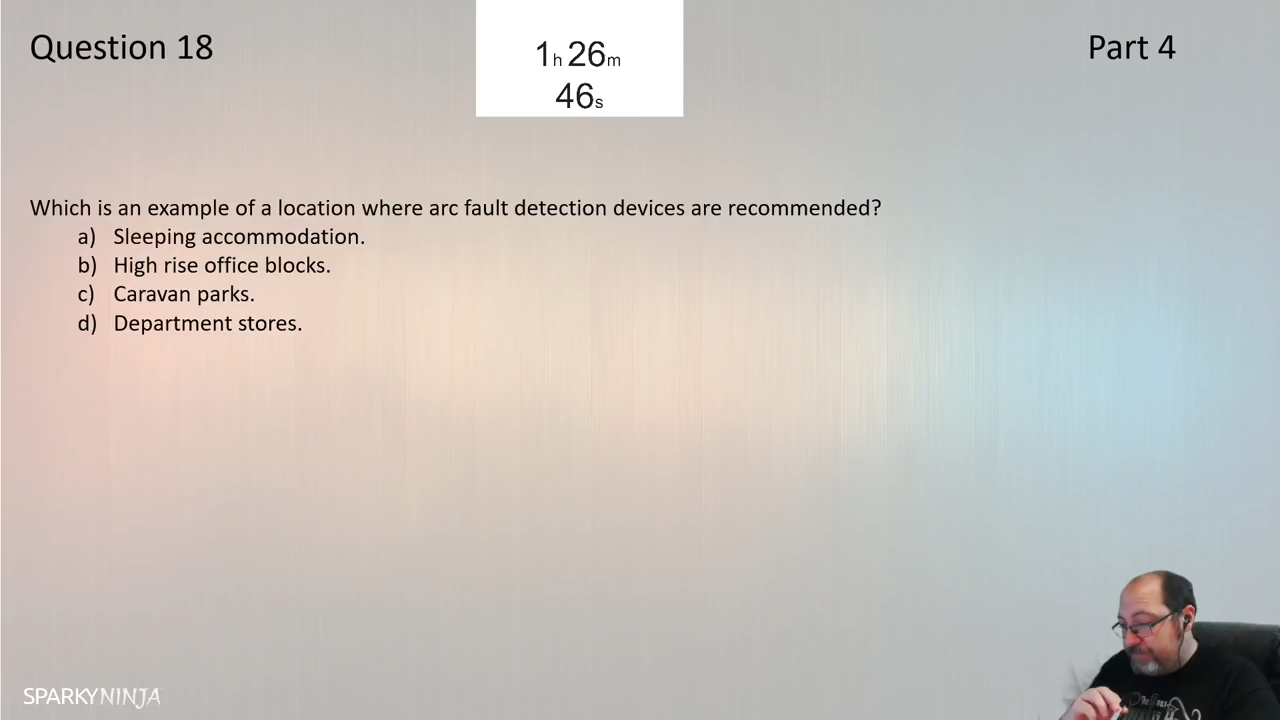 Question 18
1h 26m
46s
Part 4
Which is an example of a location where arc fault detection devices are recommended?
a) Sleeping accommodation.
b) High rise office blocks.
c) Caravan parks.
d) Department stores.
SPARKYNINJA